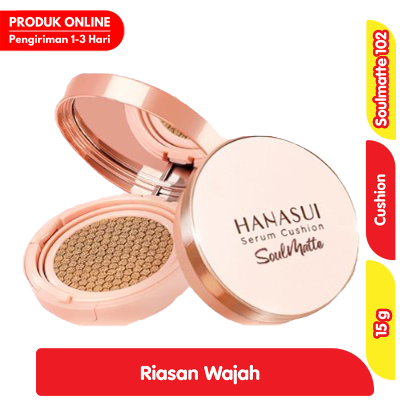 PRODUK ONLINE
Pengiriman 1-3 Hari
Soulmatte 102
Cushion
15 g
HANASUI
Serum Cushion
SoulMatte
Riasan Wajah